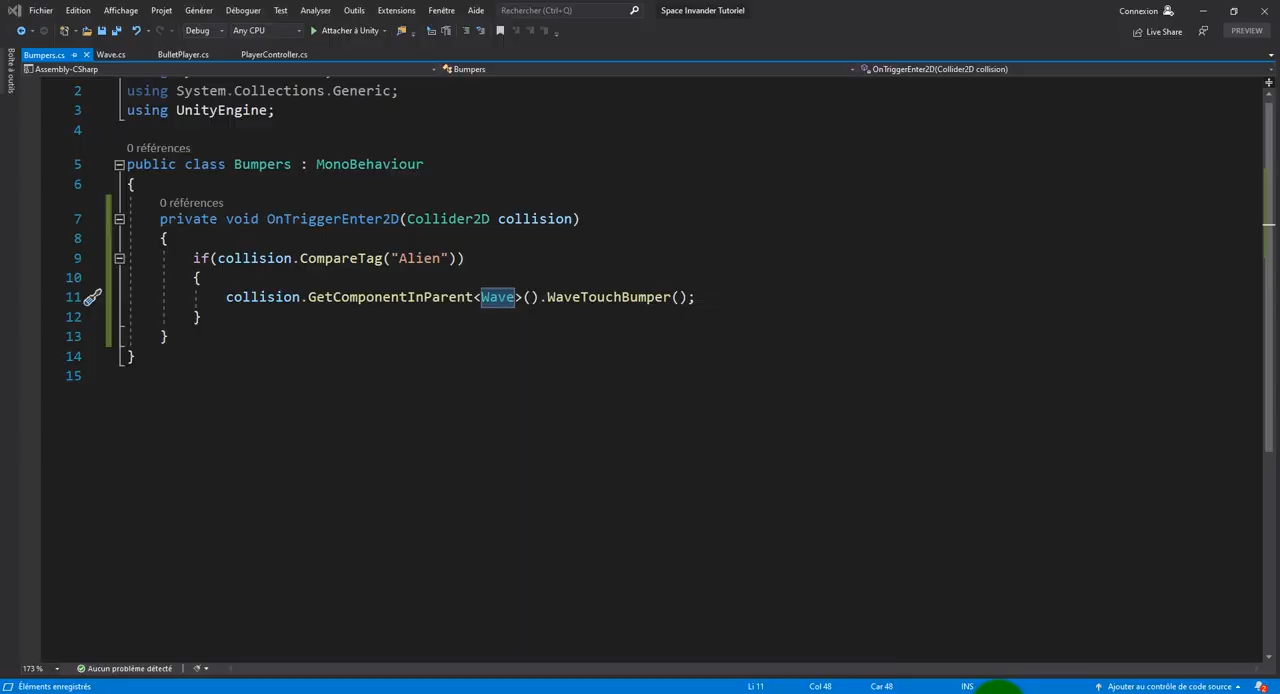 Fichier Edition Affichage Projet Générer Déboguer Test Analyser Outils Extensions Fenêtre Aide Rechercher (Ctrl+Q) Space Invander Tutoriel Connexion
Debug Any CPU Attacher à Unity Live Share PREVIEW
Boîte à outils
Bumpers.cs Wave.cs BulletPlayer.cs PlayerController.cs
Assembly-CSharp Bumpers OnTriggerEnter2D(Collider2D collision)
2 using System.Collections.Generic;
3 using UnityEngine;
4
0 références
5 public class Bumpers : MonoBehaviour
6 {
0 références
7 private void OnTriggerEnter2D(Collider2D collision)
8 {
9 if(collision.CompareTag("Alien"))
10 {
11 collision.GetComponentInParent<Wave>().WaveTouchBumper();
12 }
13 }
14 }
15
173 % Aucun problème détecté
Éléments enregistrés Li 11 Col 48 Car 48 INS Ajouter au contrôle de code source 2